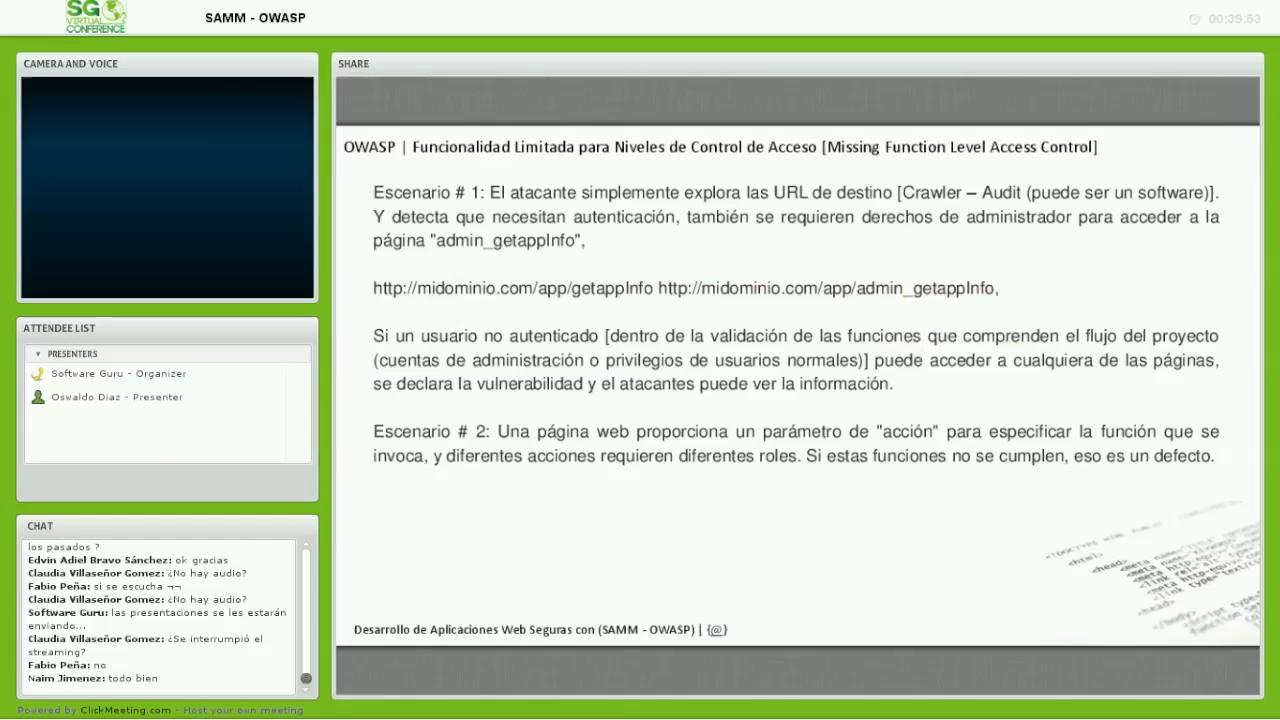 SG
VIRTUAL
CONFERENCE
SAMM - OWASP
00:39:53
CAMERA AND VOICE
ATTENDEE LIST
PRESENTERS
Software Guru - Organizer
Oswaldo Diaz - Presenter
CHAT
los pasados ?
Edvin Adiel Bravo Sánchez: ok gracias
Claudia Villaseñor Gomez: ¿No hay audio?
Fabio Peña: si se escucha ¬¬
Claudia Villaseñor Gomez: ¿No hay audio?
Software Guru: las presentaciones se les estarán
enviando...
Claudia Villaseñor Gomez: ¿Se interrumpió el
streaming?
Fabio Peña: no
Naim Jimenez: todo bien
Powered by ClickMeeting.com - Host your own meeting
SHARE
OWASP | Funcionalidad Limitada para Niveles de Control de Acceso [Missing Function Level Access Control]
Escenario # 1: El atacante simplemente explora las URL de destino [Crawler – Audit (puede ser un software)].
Y detecta que necesitan autenticación, también se requieren derechos de administrador para acceder a la
página "admin_getappInfo",
http://midominio.com/app/getappInfo http://midominio.com/app/admin_getappInfo,
Si un usuario no autenticado [dentro de la validación de las funciones que comprenden el flujo del proyecto
(cuentas de administración o privilegios de usuarios normales)] puede acceder a cualquiera de las páginas,
se declara la vulnerabilidad y el atacantes puede ver la información.
Escenario # 2: Una página web proporciona un parámetro de "acción" para especificar la función que se
invoca, y diferentes acciones requieren diferentes roles. Si estas funciones no se cumplen, eso es un defecto.
<html>
<head>
</head>
Desarrollo de Aplicaciones Web Seguras con (SAMM - OWASP) | {@}